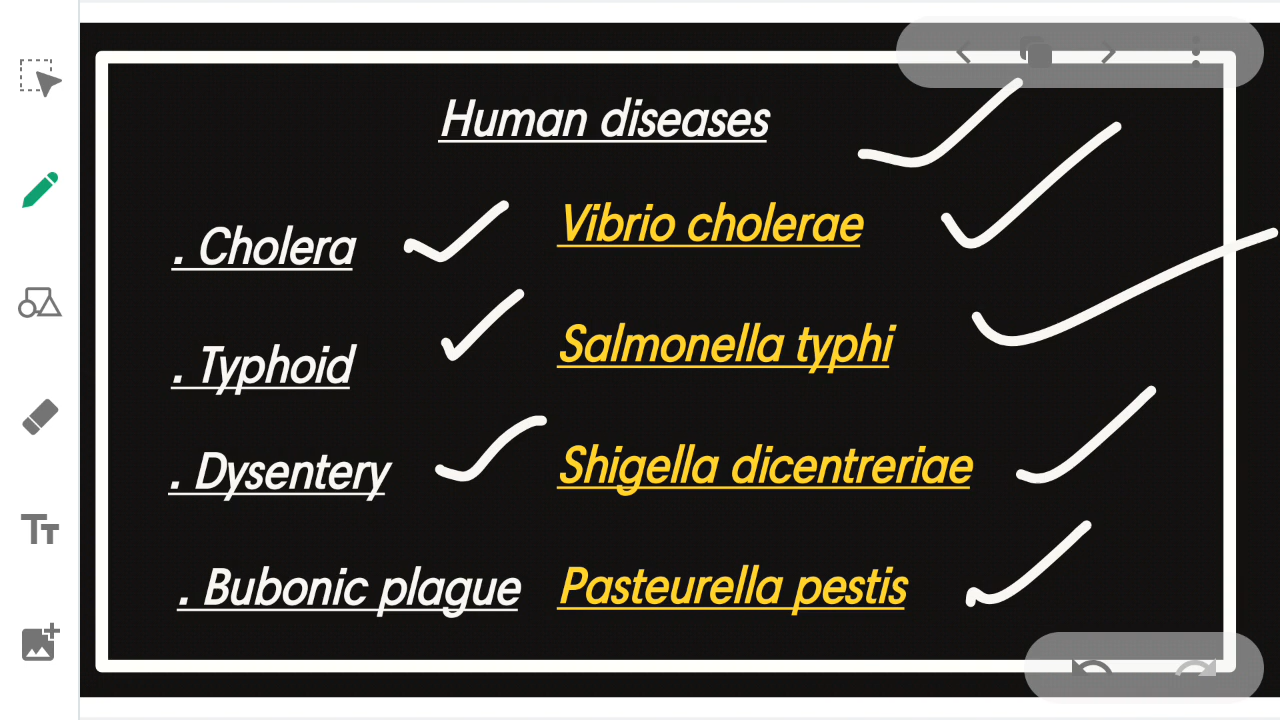 Human diseases
. Cholera Vibrio cholerae
. Typhoid Salmonella typhi
. Dysentery Shigella dicentreriae
. Bubonic plague Pasteurella pestis